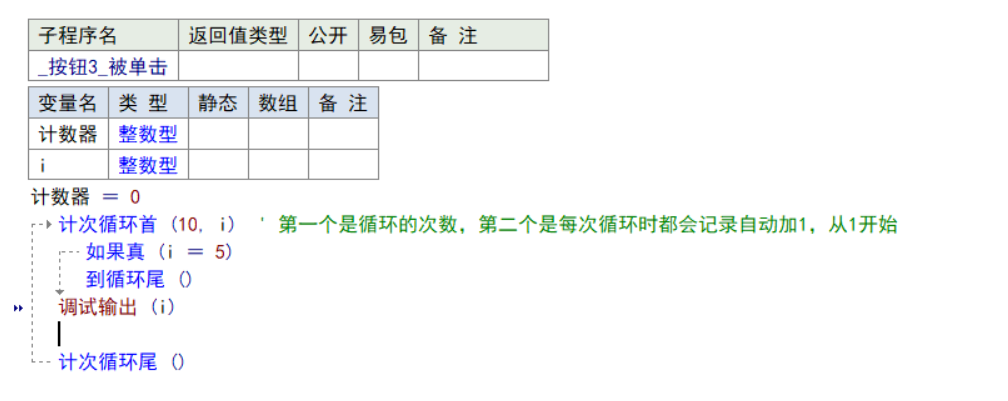 子程序名 返回值类型 公开 易包 备 注
_按钮3_被单击
变量名 类 型 静态 数组 备 注
计数器 整数型
i 整数型
计数器 = 0
计次循环首 (10, i) ' 第一个是循环的次数，第二个是每次循环时都会记录自动加1，从1开始
如果真 (i = 5)
到循环尾 ()
调试输出 (i)
计次循环尾 ()